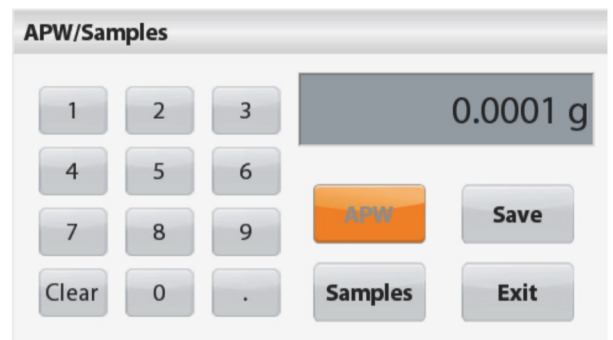 APW/Samples
0.0001 g
1 2 3
4 5 6
7 8 9
Clear 0 .
APW Save
Samples Exit